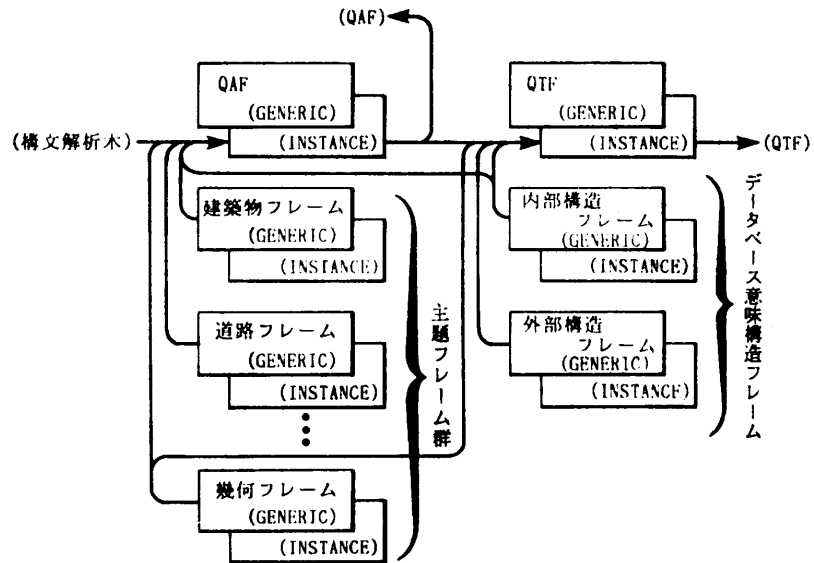 (QAF)
QAF
(GENERIC)
(INSTANCE)
QTF
(GENERIC)
(INSTANCE)
(構文解析木)
(QTF)
建築物フレーム
(GENERIC)
(INSTANCE)
道路フレーム
(GENERIC)
(INSTANCE)
幾何フレーム
(GENERIC)
(INSTANCE)
主題フレーム群
内部構造
フレーム
(GENERIC)
(INSTANCE)
外部構造
フレーム
(GENERIC)
(INSTANCE)
データベース意味構造フレーム